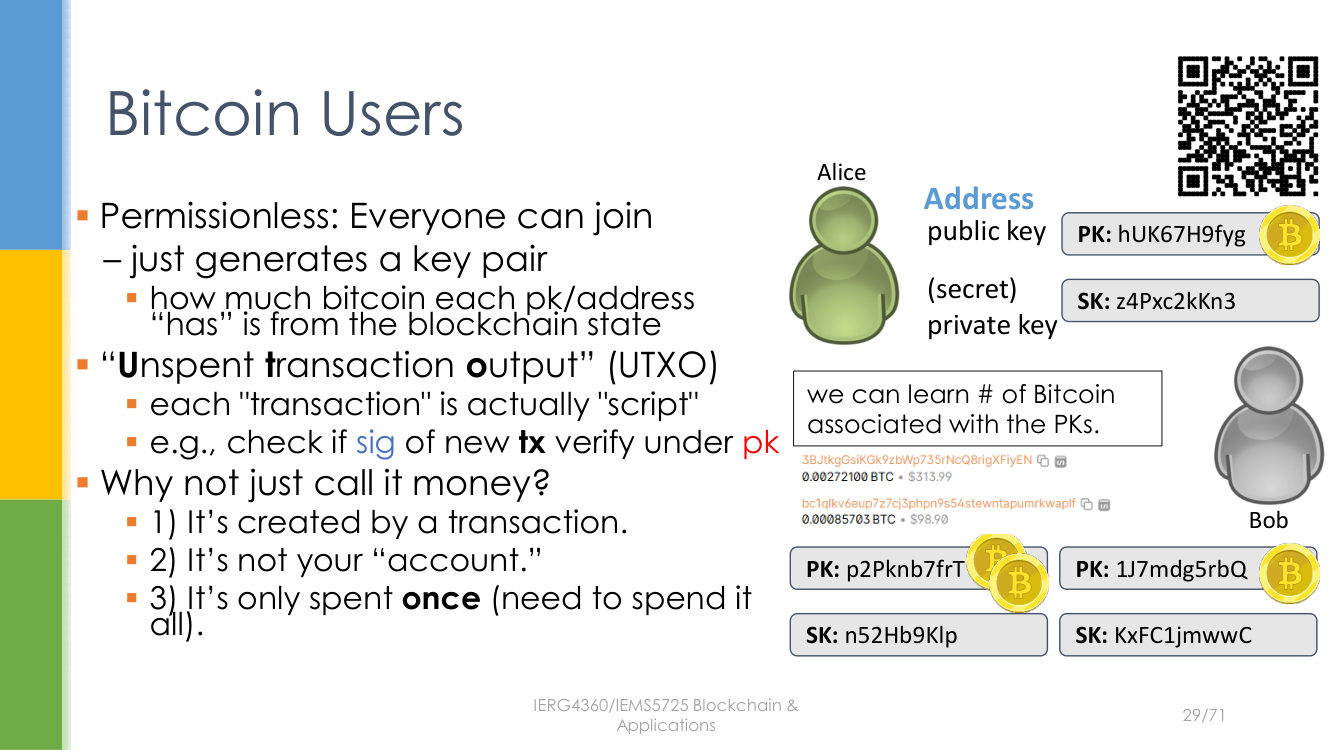 Bitcoin Users
▪ Permissionless: Everyone can join
– just generates a key pair
▪ how much bitcoin each pk/address
“has” is from the blockchain state
▪ “Unspent transaction output” (UTXO)
▪ each "transaction" is actually "script"
▪ e.g., check if sig of new tx verify under pk
▪ Why not just call it money?
▪ 1) It’s created by a transaction.
▪ 2) It’s not your “account.”
▪ 3) It’s only spent once (need to spend it
all).
Alice
Address
public key
PK: hUK67H9fyg
(secret)
private key
SK: z4Pxc2kKn3
we can learn # of Bitcoin
associated with the PKs.
3BJtkgGsiKGk9zbWp735rNcQ8rigXFiyEN
0.00272100 BTC • $313.99
bc1qlkv6eup7z7cj3phpn9s54stewntapumrkwaplf
0.00085703 BTC • $98.90
Bob
PK: p2Pknb7frT
PK: 1J7mdg5rbQ
SK: n52Hb9Klp
SK: KxFC1jmwwC
IERG4360/IEMS5725 Blockchain &
Applications
29/71